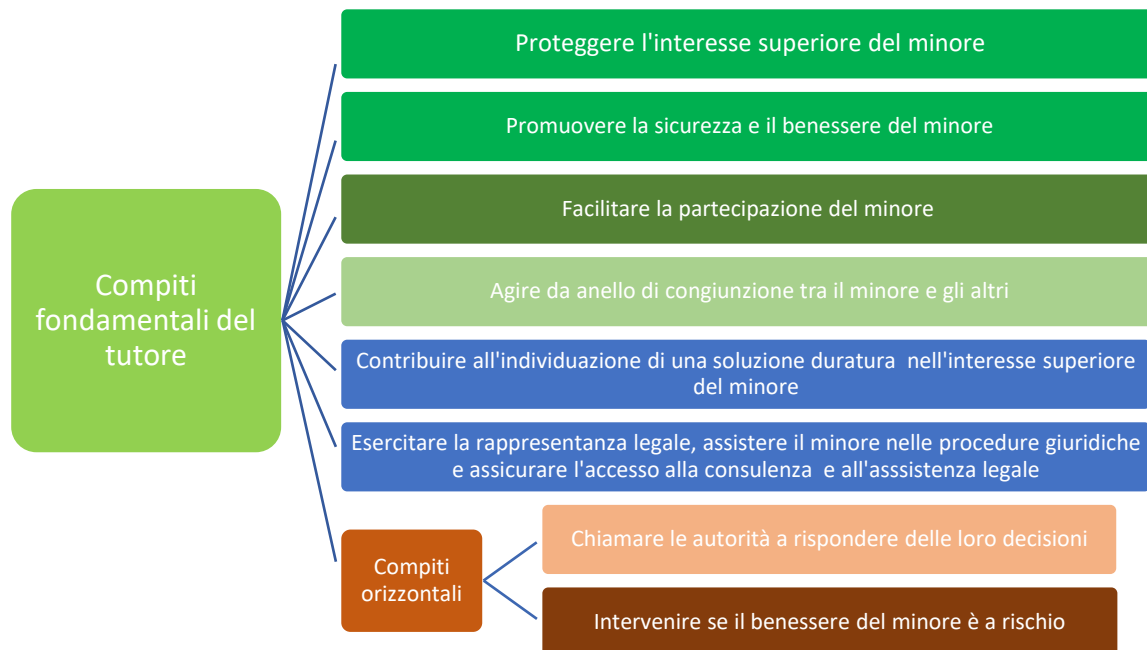 Proteggere l'interesse superiore del minore
Promuovere la sicurezza e il benessere del minore
Facilitare la partecipazione del minore
Compiti
fondamentali del
tutore
Agire da anello di congiunzione tra il minore e gli altri
Contribuire all'individuazione di una soluzione duratura  nell'interesse superiore
del minore
Esercitare la rappresentanza legale, assistere il minore nelle procedure giuridiche
e assicurare l'accesso alla consulenza  e all'asssistenza legale
Compiti
orizzontali
Chiamare le autorità a rispondere delle loro decisioni
Intervenire se il benessere del minore è a rischio